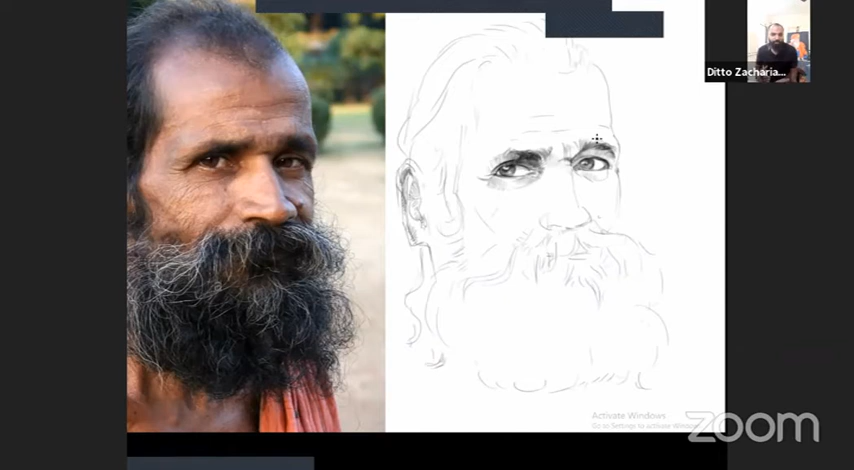 Ditto Zacharia...
Activate Windows
Go to Settings to activate Windows.
zoom